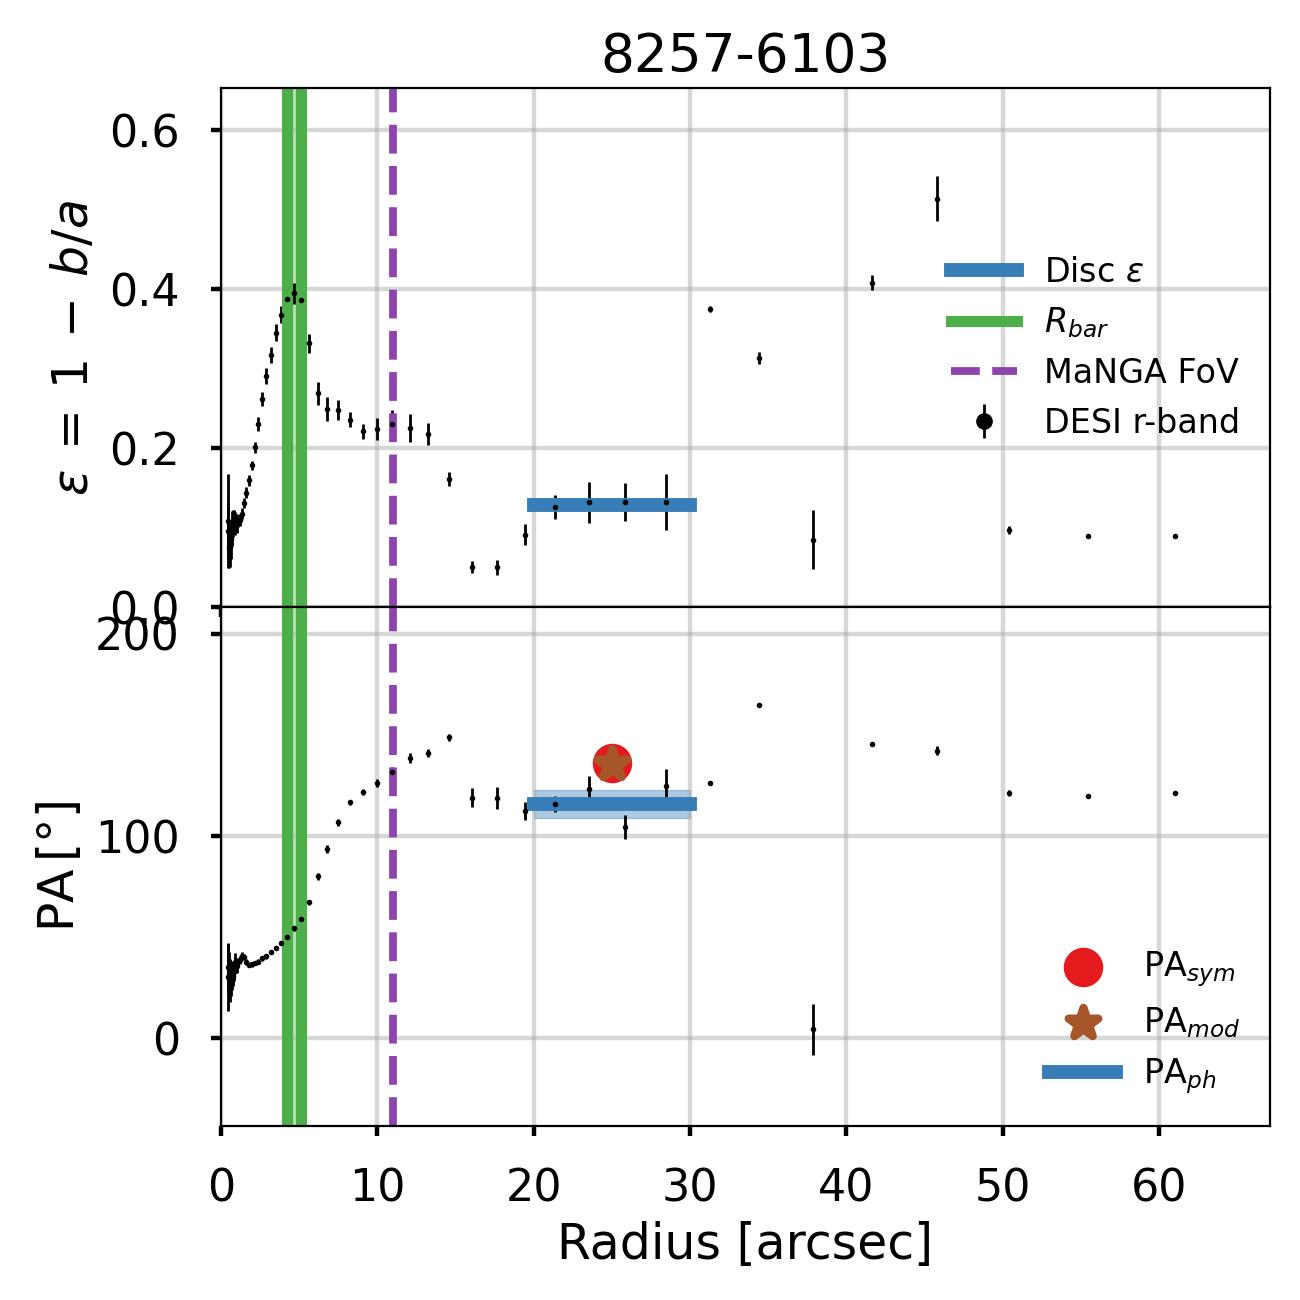 8257-6103
ε = 1 − b/a
0.6
0.4
0.2
0.0
Disc ε
R_bar
MaNGA FoV
DESI r-band
PA [°]
200
100
0
PA_sym
PA_mod
PA_ph
0 10 20 30 40 50 60
Radius [arcsec]